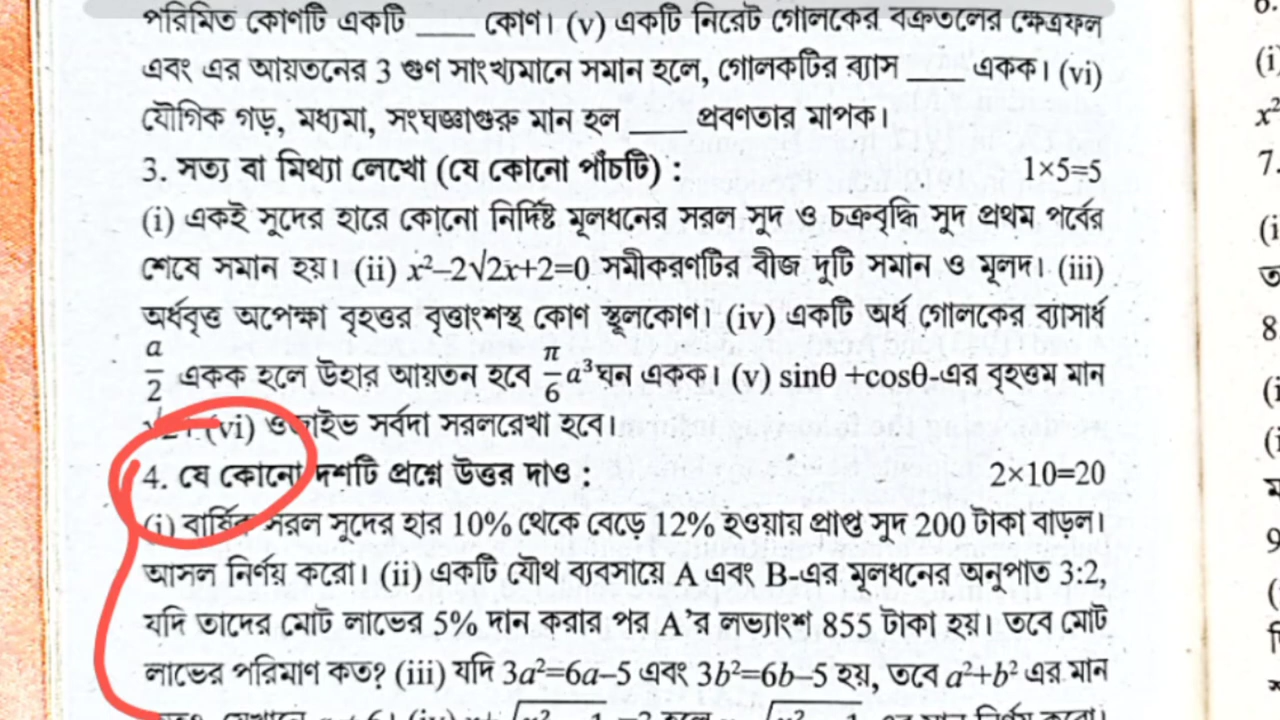 পরিমিত কোণটি একটি ____ কোণ। (v) একটি নিরেট গোলকের বক্রতলের ক্ষেত্রফল
এবং এর আয়তনের 3 গুণ সাংখ্যমানে সমান হলে, গোলকটির ব্যাস ____ একক। (vi)
যৌগিক গড়, মধ্যমা, সংঘজ্ঞাগুরু মান হল ____ প্রবণতার মাপক।
3. সত্য বা মিথ্যা লেখো (যে কোনো পাঁচটি) : 1×5=5
(i) একই সুদের হারে কোনো নির্দিষ্ট মূলধনের সরল সুদ ও চক্রবৃদ্ধি সুদ প্রথম পর্বের
শেষে সমান হয়। (ii) x²–2√2x+2=0 সমীকরণটির বীজ দুটি সমান ও মূলদ। (iii)
অর্ধবৃত্ত অপেক্ষা বৃহত্তর বৃত্তাংশস্থ কোণ স্থূলকোণ। (iv) একটি অর্ধ গোলকের ব্যাসার্ধ
a/2 একক হলে উহার আয়তন হবে π/6 a³ ঘন একক। (v) sinθ +cosθ-এর বৃহত্তম মান
√2। (vi) ওজাইভ সর্বদা সরলরেখা হবে।
4. যে কোনো দশটি প্রশ্নে উত্তর দাও : 2×10=20
(i) বার্ষিক সরল সুদের হার 10% থেকে বেড়ে 12% হওয়ায় প্রাপ্ত সুদ 200 টাকা বাড়ল।
আসল নির্ণয় করো। (ii) একটি যৌথ ব্যবসায়ে A এবং B-এর মূলধনের অনুপাত 3:2,
যদি তাদের মোট লাভের 5% দান করার পর A'র লভ্যাংশ 855 টাকা হয়। তবে মোট
লাভের পরিমাণ কত? (iii) যদি 3a²=6a–5 এবং 3b²=6b–5 হয়, তবে a²+b² এর মান